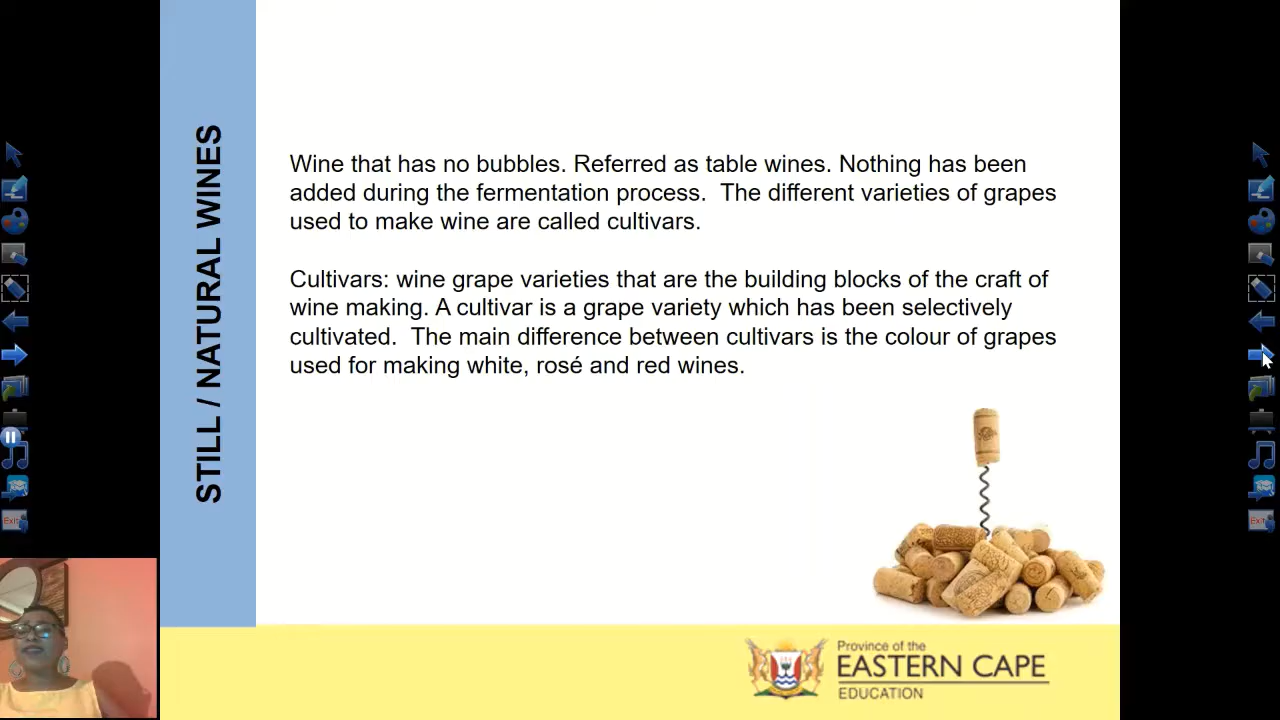 STILL / NATURAL WINES
Wine that has no bubbles. Referred as table wines. Nothing has been
added during the fermentation process.  The different varieties of grapes
used to make wine are called cultivars.
Cultivars: wine grape varieties that are the building blocks of the craft of
wine making. A cultivar is a grape variety which has been selectively
cultivated.  The main difference between cultivars is the colour of grapes
used for making white, rosé and red wines.
Province of the
EASTERN CAPE
EDUCATION
Exit
Exit